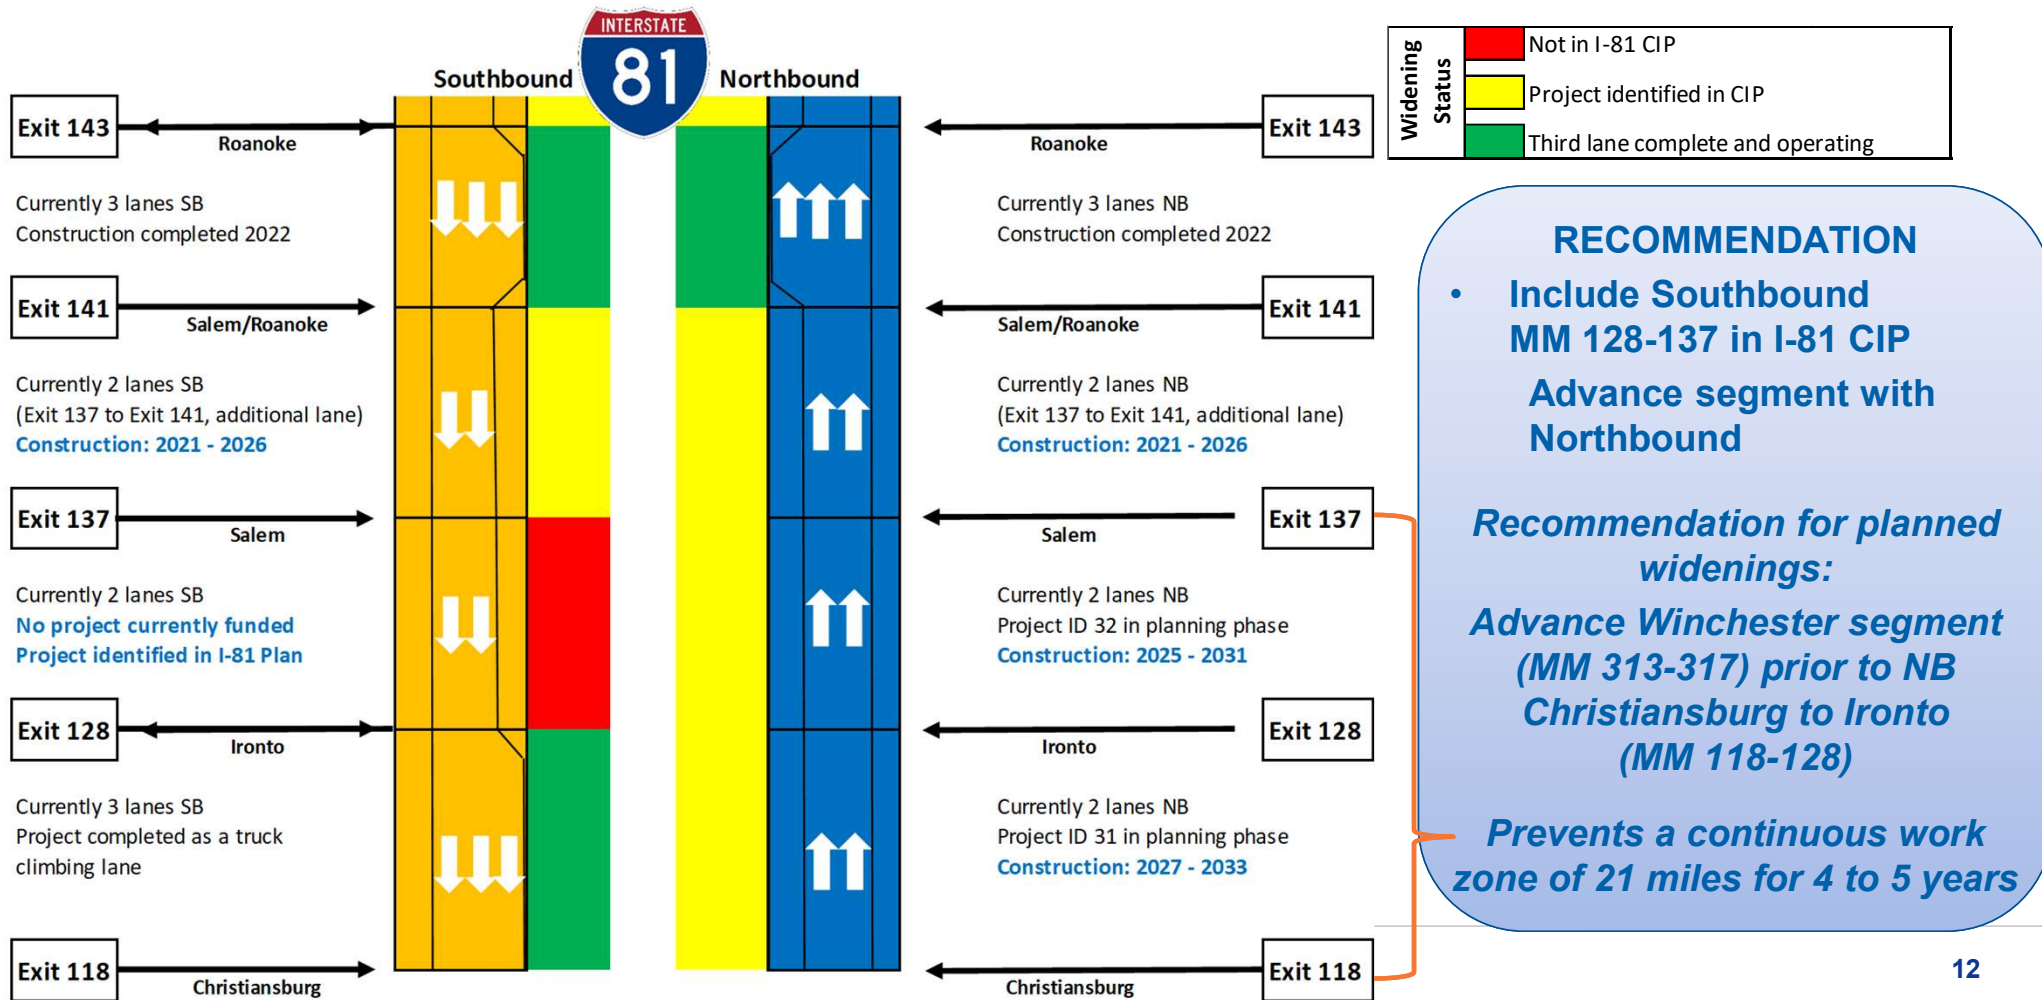 INTERSTATE
81
Southbound
Northbound
Widening
Status
Not in I-81 CIP
Project identified in CIP
Third lane complete and operating
Exit 143
Roanoke
Currently 3 lanes SB
Construction completed 2022
Exit 141
Salem/Roanoke
Currently 2 lanes SB
(Exit 137 to Exit 141, additional lane)
Construction: 2021 - 2026
Exit 137
Salem
Currently 2 lanes SB
No project currently funded
Project identified in I-81 Plan
Exit 128
Ironto
Currently 3 lanes SB
Project completed as a truck
climbing lane
Exit 118
Christiansburg
Roanoke
Exit 143
Currently 3 lanes NB
Construction completed 2022
Salem/Roanoke
Exit 141
Currently 2 lanes NB
(Exit 137 to Exit 141, additional lane)
Construction: 2021 - 2026
Salem
Exit 137
Currently 2 lanes NB
Project ID 32 in planning phase
Construction: 2025 - 2031
Ironto
Exit 128
Currently 2 lanes NB
Project ID 31 in planning phase
Construction: 2027 - 2033
Christiansburg
Exit 118
RECOMMENDATION
• Include Southbound
MM 128-137 in I-81 CIP
Advance segment with
Northbound
Recommendation for planned
widenings:
Advance Winchester segment
(MM 313-317) prior to NB
Christiansburg to Ironto
(MM 118-128)
Prevents a continuous work
zone of 21 miles for 4 to 5 years
12